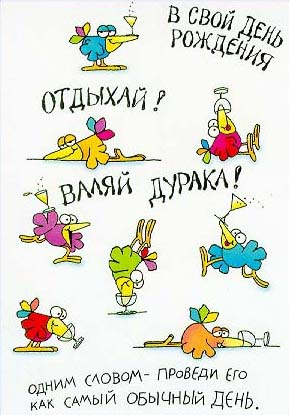 В СВОЙ ДЕНЬ
РОЖДЕНИЯ
ОТДЫХАЙ!
ВАЛЯЙ ДУРАКА!
ОДНИМ СЛОВОМ - ПРОВЕДИ ЕГО
КАК САМЫЙ ОБЫЧНЫЙ ДЕНЬ.